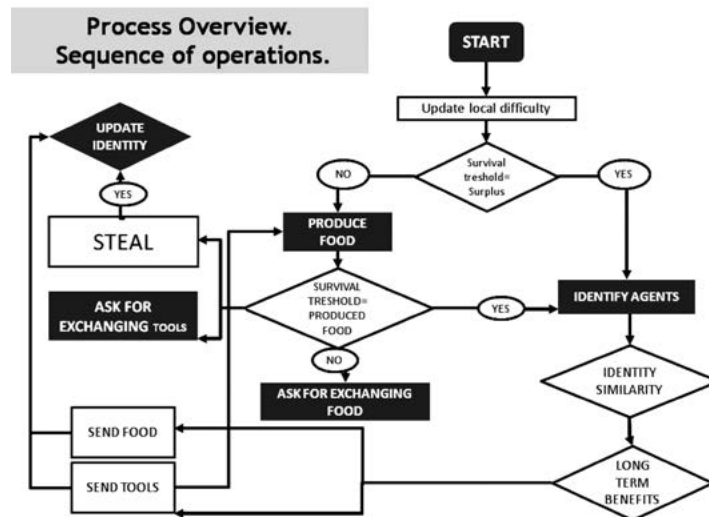 Process Overview.
Sequence of operations.
START
Update local difficulty
UPDATE
IDENTITY
Survival
treshold=
Surplus
NO
YES
YES
PRODUCE
FOOD
STEAL
SURVIVAL
TRESHOLD=
PRODUCED
FOOD
ASK FOR
EXCHANGING TOOLS
YES
IDENTIFY AGENTS
NO
ASK FOR EXCHANGING
FOOD
IDENTITY
SIMILARITY
SEND FOOD
SEND TOOLS
LONG
TERM
BENEFITS